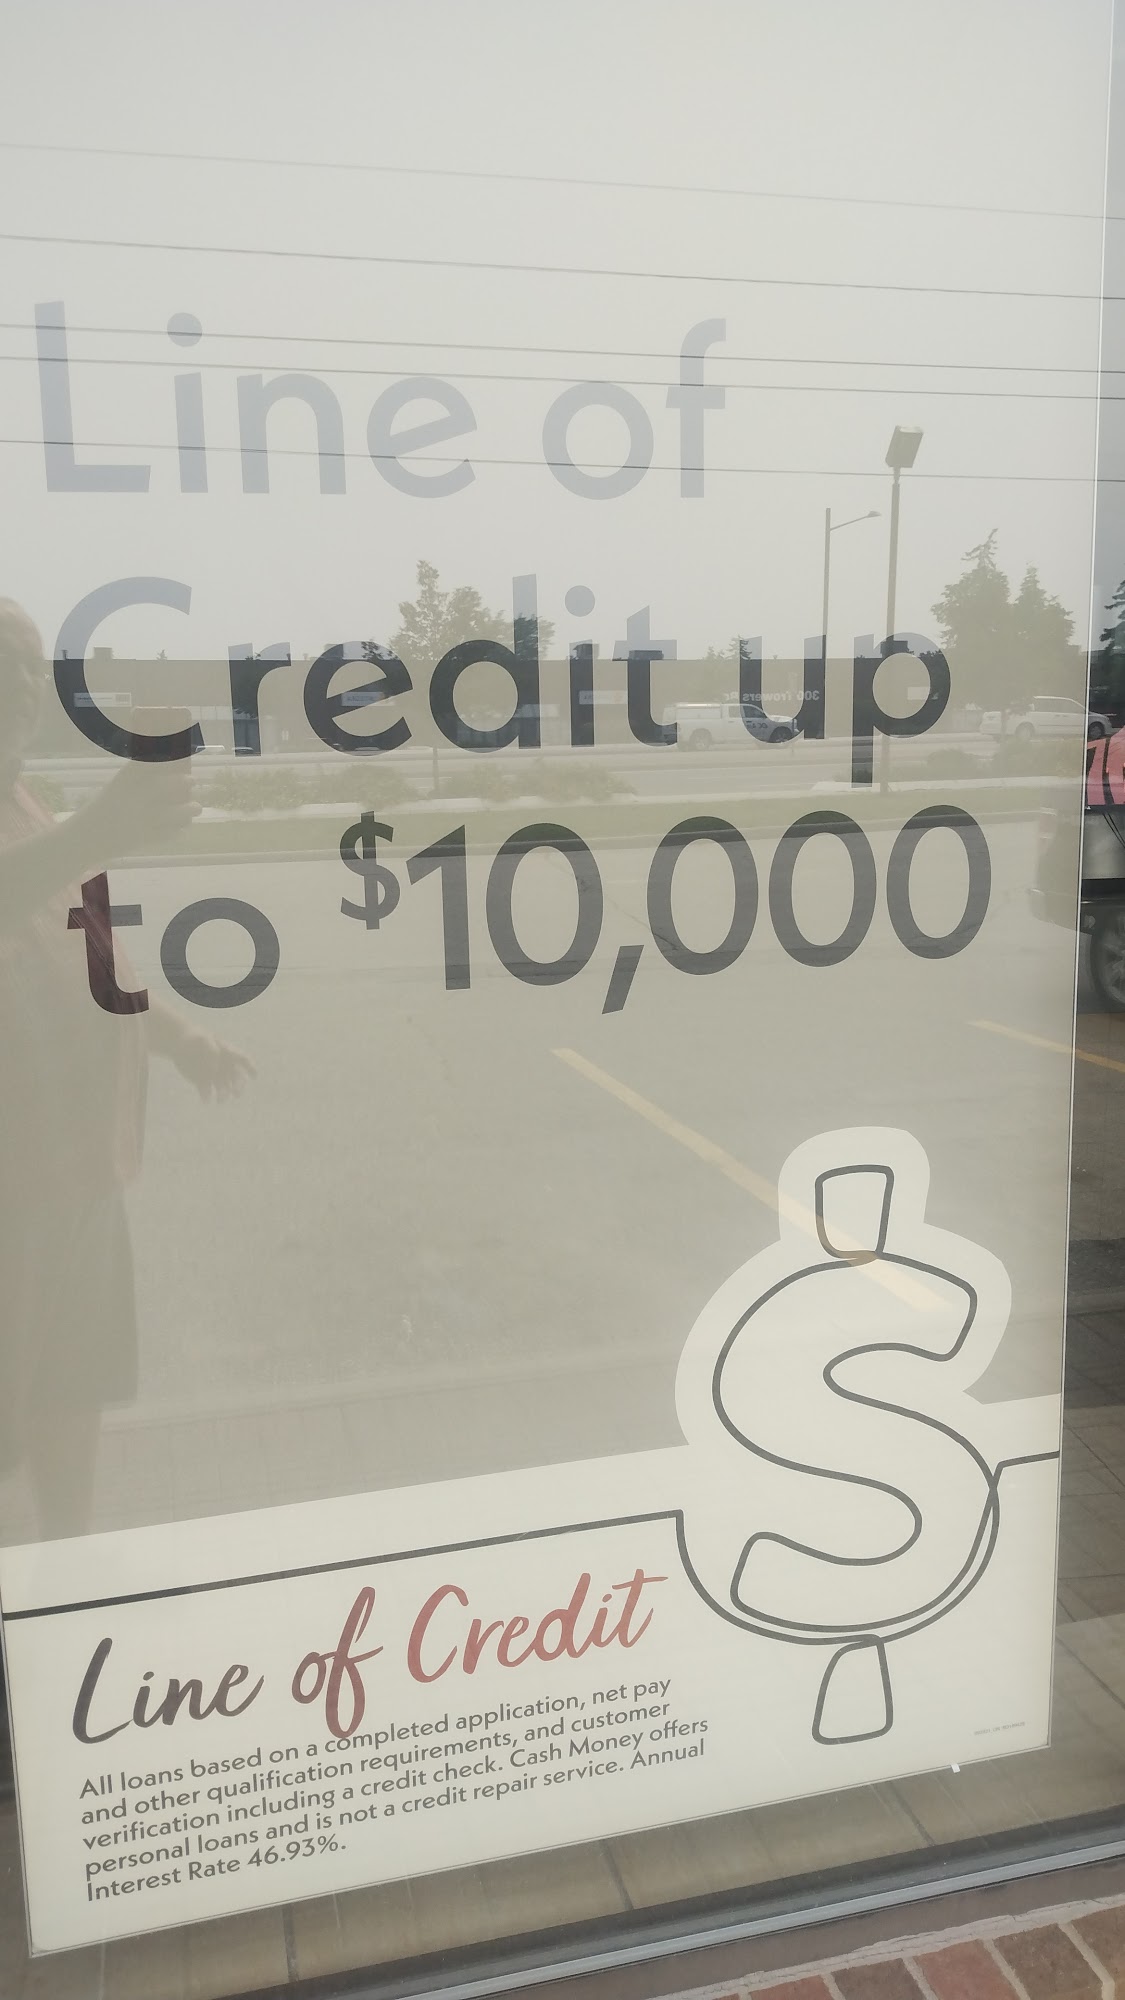 Line of
Credit up
to $10,000
Line of Credit
All loans based on a completed application, net pay
and other qualification requirements, and customer
verification including a credit check. Cash Money offers
personal loans and is not a credit repair service. Annual
Interest Rate 46.93%.